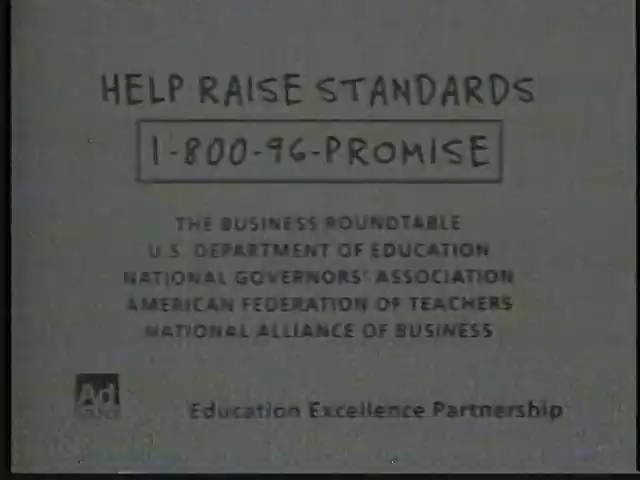 HELP RAISE STANDARDS
1-800-96-PROMISE
THE BUSINESS ROUNDTABLE
U.S. DEPARTMENT OF EDUCATION
NATIONAL GOVERNORS' ASSOCIATION
AMERICAN FEDERATION OF TEACHERS
NATIONAL ALLIANCE OF BUSINESS
Ad
Education Excellence Partnership